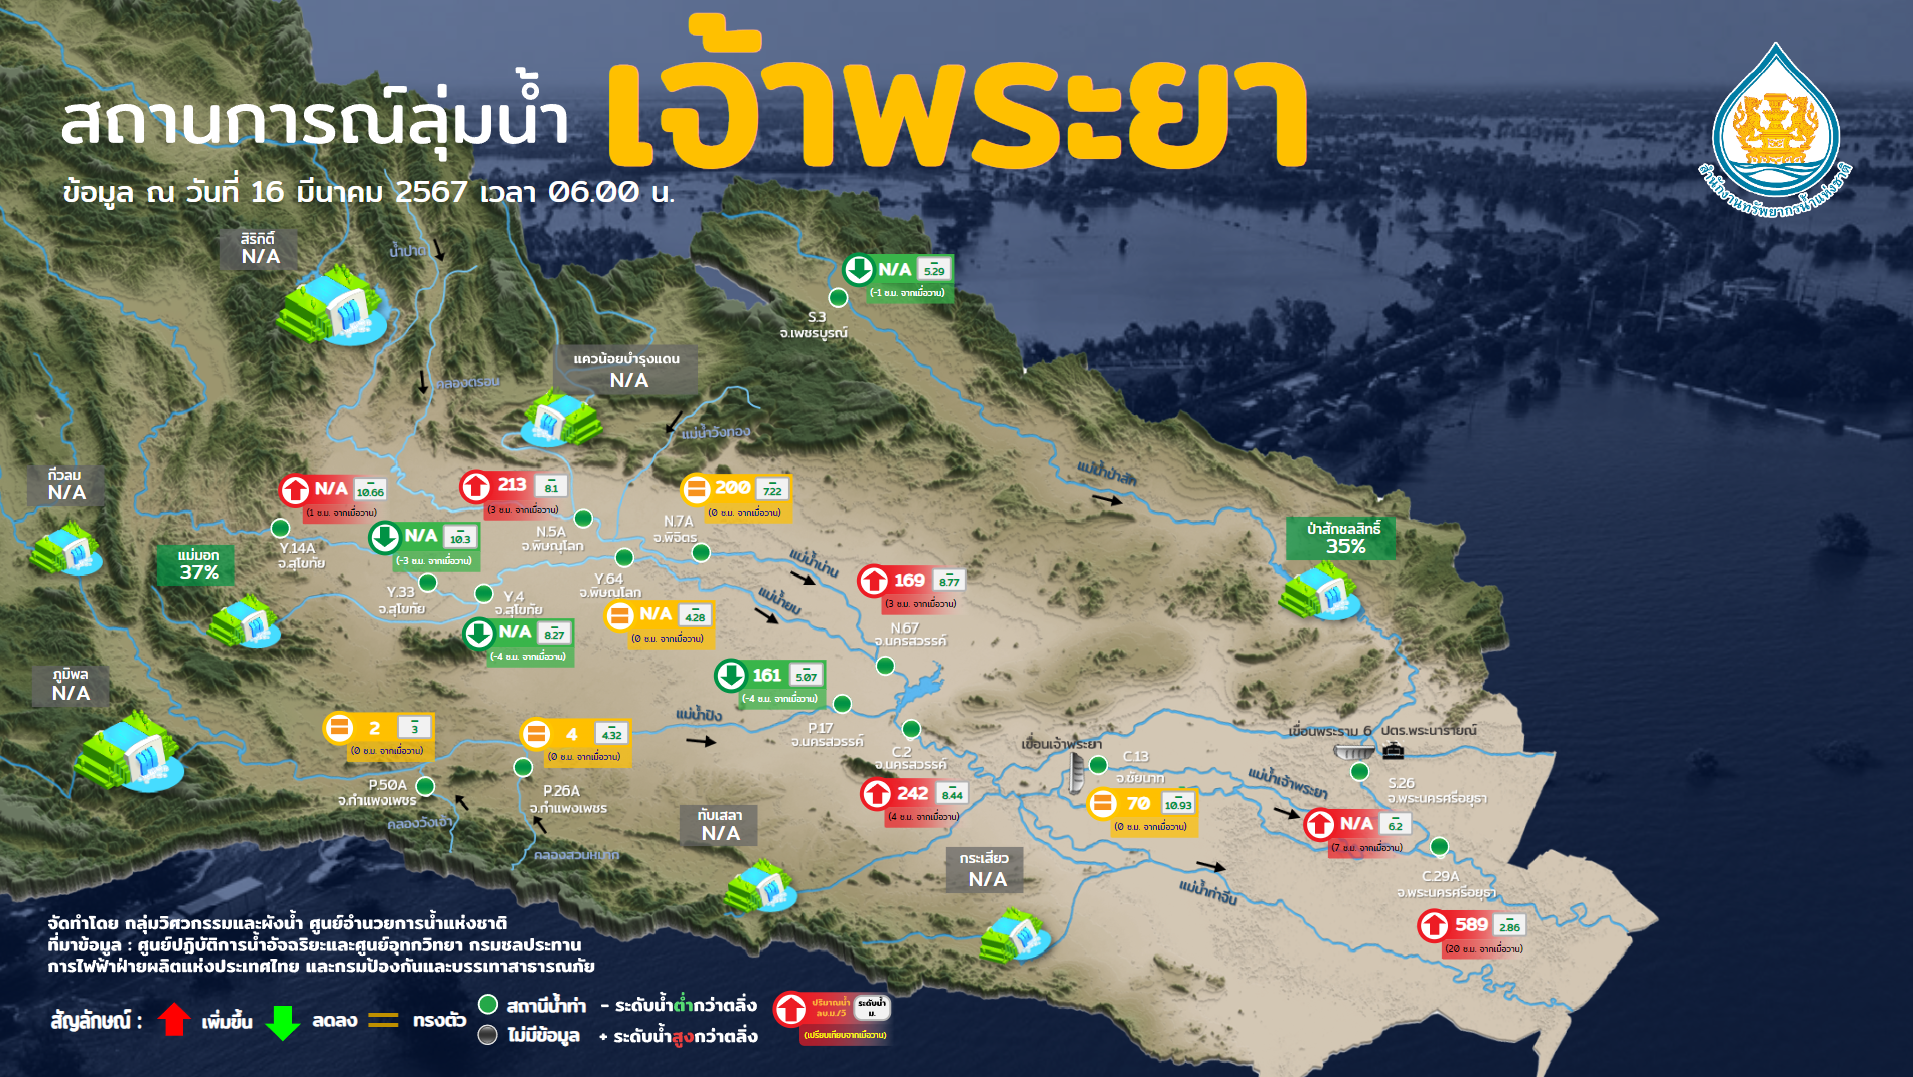 สถานการณ์ลุ่มน้ำ เจ้าพระยา
ข้อมูล ณ วันที่ 16 มีนาคม 2567 เวลา 06.00 น.
สำนักงานทรัพยากรน้ำแห่งชาติ
สิริกิติ์
N/A
น้ำปาด
N/A
–
5.29
(-1 ซ.ม. จากเมื่อวาน)
S.3
จ.เพชรบูรณ์
แควน้อยบำรุงแดน
N/A
คลองตรอน
แม่น้ำวังทอง
แม่น้ำป่าสัก
กิ่วลม
N/A
N/A
–
10.66
(1 ซ.ม. จากเมื่อวาน)
Y.14A
จ.สุโขทัย
213
–
8.1
(3 ซ.ม. จากเมื่อวาน)
N.5A
จ.พิษณุโลก
200
–
7.22
(0 ซ.ม. จากเมื่อวาน)
N.7A
จ.พิจิตร
N/A
–
10.3
(-3 ซ.ม. จากเมื่อวาน)
Y.33
จ.สุโขทัย
แม่มอก
37%
ป่าสักชลสิทธิ์
35%
Y.4
จ.สุโขทัย
N/A
–
8.27
(-4 ซ.ม. จากเมื่อวาน)
Y.64
จ.พิษณุโลก
N/A
–
4.28
(0 ซ.ม. จากเมื่อวาน)
แม่น้ำน่าน
แม่น้ำยม
169
–
8.77
(3 ซ.ม. จากเมื่อวาน)
N.67
จ.นครสวรรค์
ภูมิพล
N/A
161
–
5.07
(-4 ซ.ม. จากเมื่อวาน)
P.17
จ.นครสวรรค์
แม่น้ำปิง
2
–
3
(0 ซ.ม. จากเมื่อวาน)
P.50A
จ.กำแพงเพชร
คลองวังเจ้า
4
–
4.32
(0 ซ.ม. จากเมื่อวาน)
P.26A
จ.กำแพงเพชร
คลองสวนหมาก
C.2
จ.นครสวรรค์
242
–
8.44
(4 ซ.ม. จากเมื่อวาน)
เขื่อนเจ้าพระยา
C.13
จ.ชัยนาท
70
–
10.93
(0 ซ.ม. จากเมื่อวาน)
เขื่อนพระราม 6 ปตร.พระนารายณ์
แม่น้ำเจ้าพระยา
S.26
จ.พระนครศรีอยุธา
N/A
–
6.2
(7 ซ.ม. จากเมื่อวาน)
C.29A
จ.พระนครศรีอยุธา
589
–
2.86
(20 ซ.ม. จากเมื่อวาน)
ทับเสลา
N/A
กระเสียว
N/A
แม่น้ำท่าจีน
จัดทำโดย กลุ่มวิศวกรรมและผังน้ำ ศูนย์อำนวยการน้ำแห่งชาติ
ที่มาข้อมูล : ศูนย์ปฏิบัติการน้ำอัจฉริยะและศูนย์อุทกวิทยา กรมชลประทาน
การไฟฟ้าฝ่ายผลิตแห่งประเทศไทย และกรมป้องกันและบรรเทาสาธารณภัย
สัญลักษณ์ : เพิ่มขึ้น ลดลง ทรงตัว
สถานีน้ำท่า – ระดับน้ำต่ำกว่าตลิ่ง
ไม่มีข้อมูล + ระดับน้ำสูงกว่าตลิ่ง
ปริมาณน้ำ
ลบ.ม./5
ระดับน้ำ
ม.
(เปรียบเทียบจากเมื่อวาน)